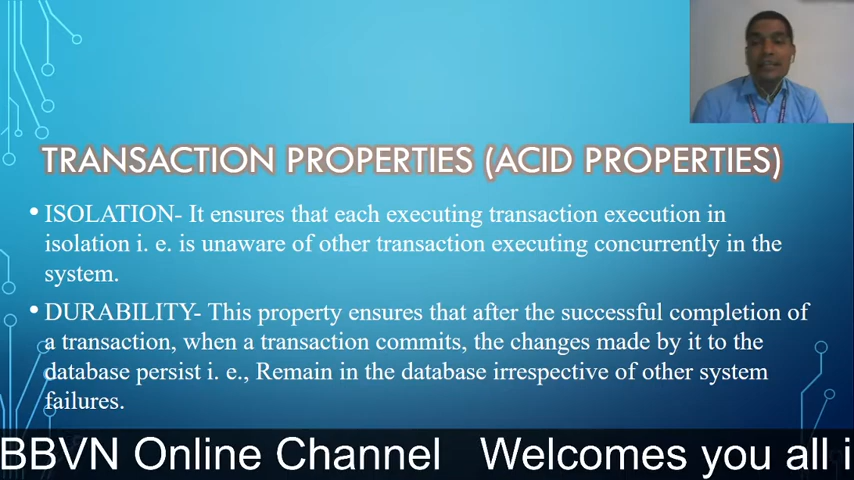 TRANSACTION PROPERTIES (ACID PROPERTIES)
• ISOLATION- It ensures that each executing transaction execution in
isolation i. e. is unaware of other transaction executing concurrently in the
system.
• DURABILITY- This property ensures that after the successful completion of
a transaction, when a transaction commits, the changes made by it to the
database persist i. e., Remain in the database irrespective of other system
failures.
BBVN Online Channel Welcomes you all i